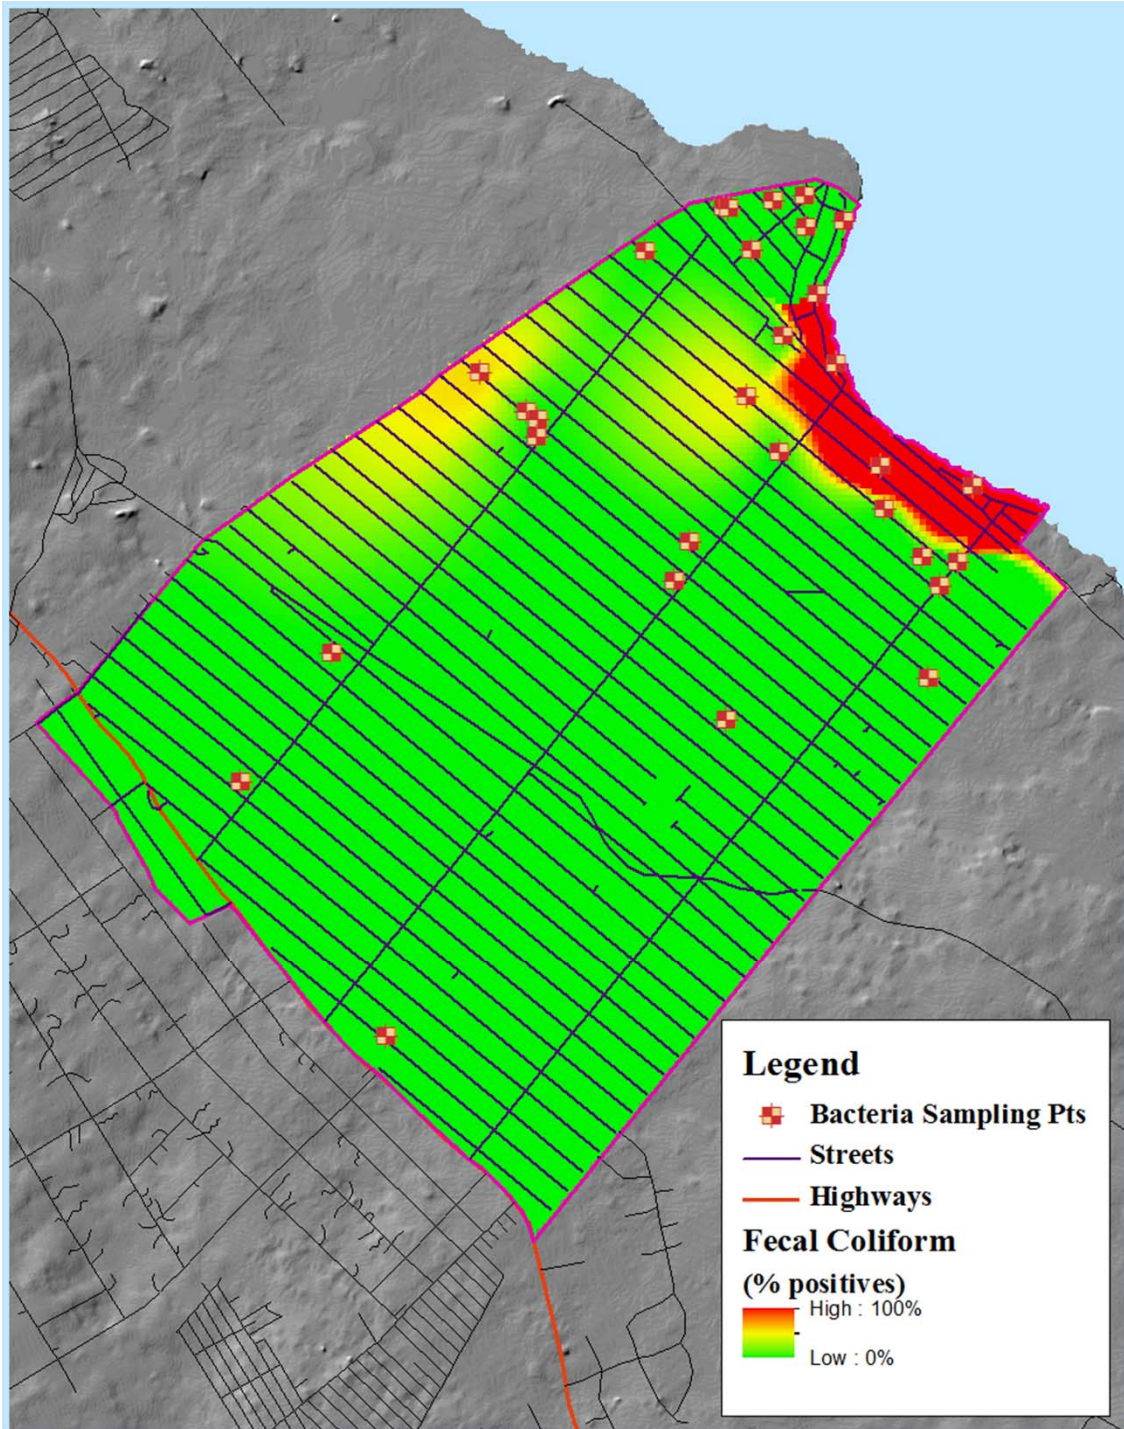 Legend
Bacteria Sampling Pts
Streets
Highways
Fecal Coliform
(% positives)
High : 100%
Low : 0%